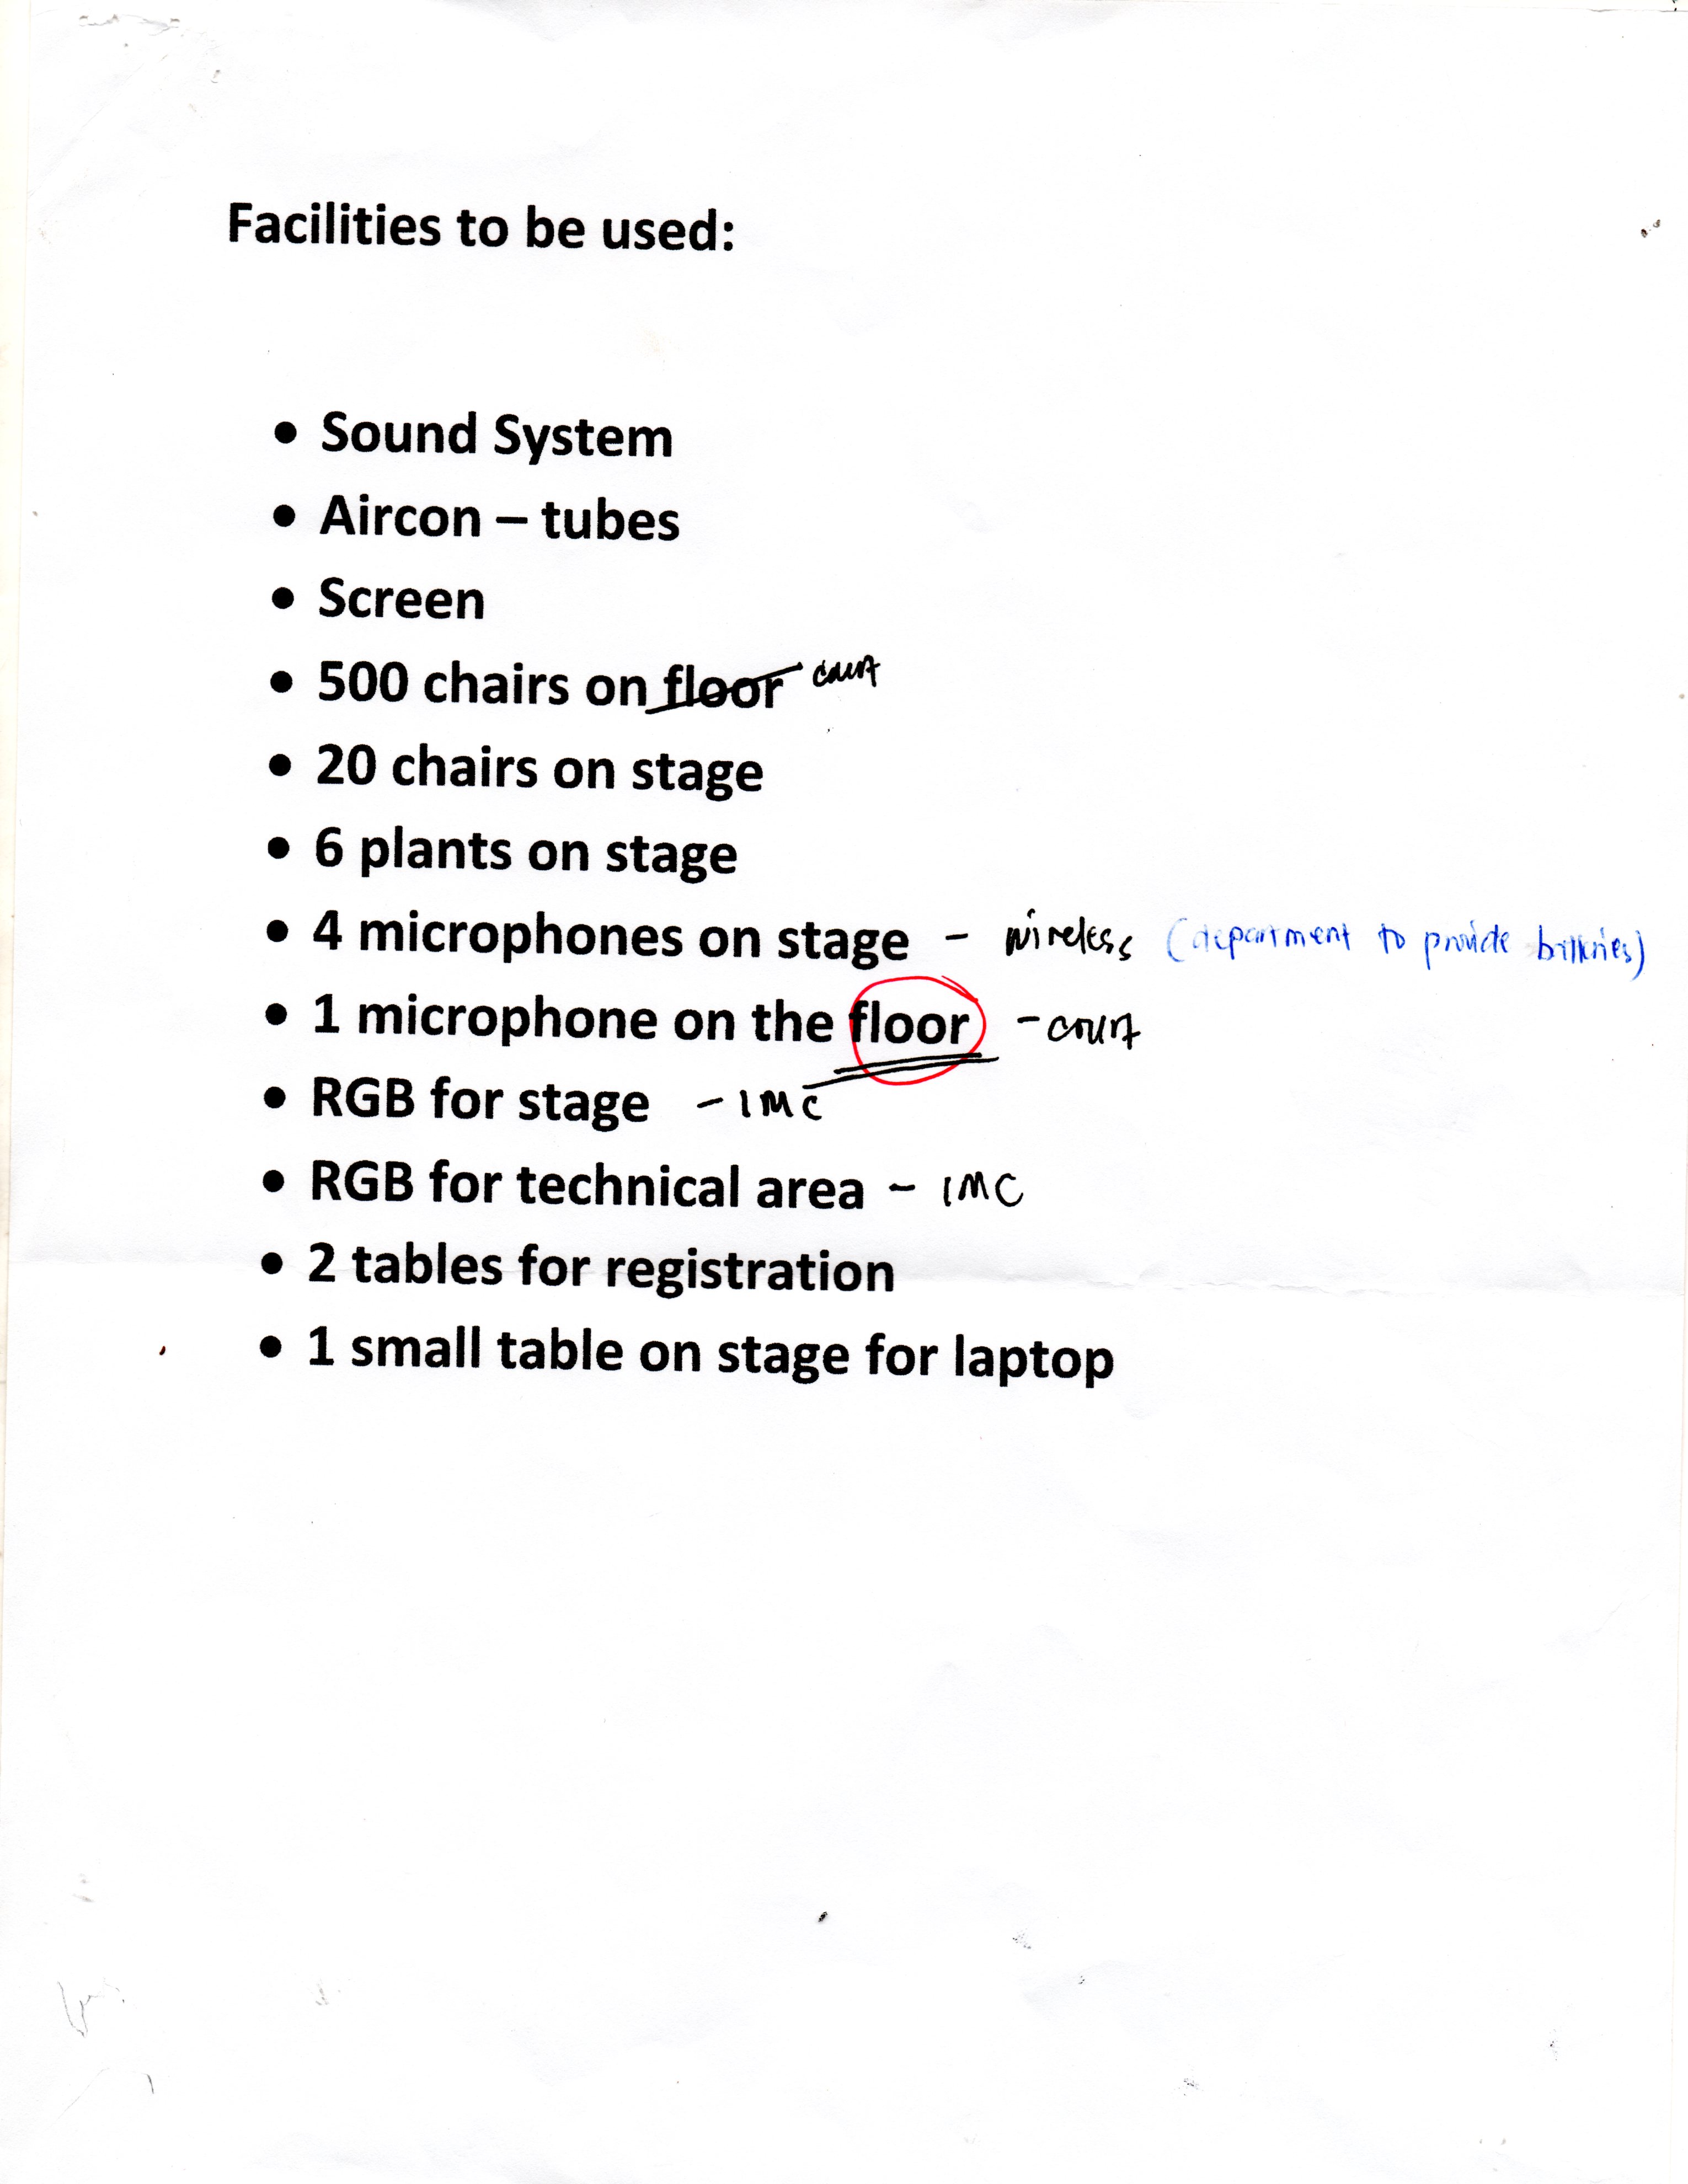 Facilities to be used:
• Sound System
• Aircon – tubes
• Screen
• 500 chairs on floor court
• 20 chairs on stage
• 6 plants on stage
• 4 microphones on stage - wireless (department to provide batteries)
• 1 microphone on the floor - court
• RGB for stage - IMC
• RGB for technical area - IMC
• 2 tables for registration
• 1 small table on stage for laptop